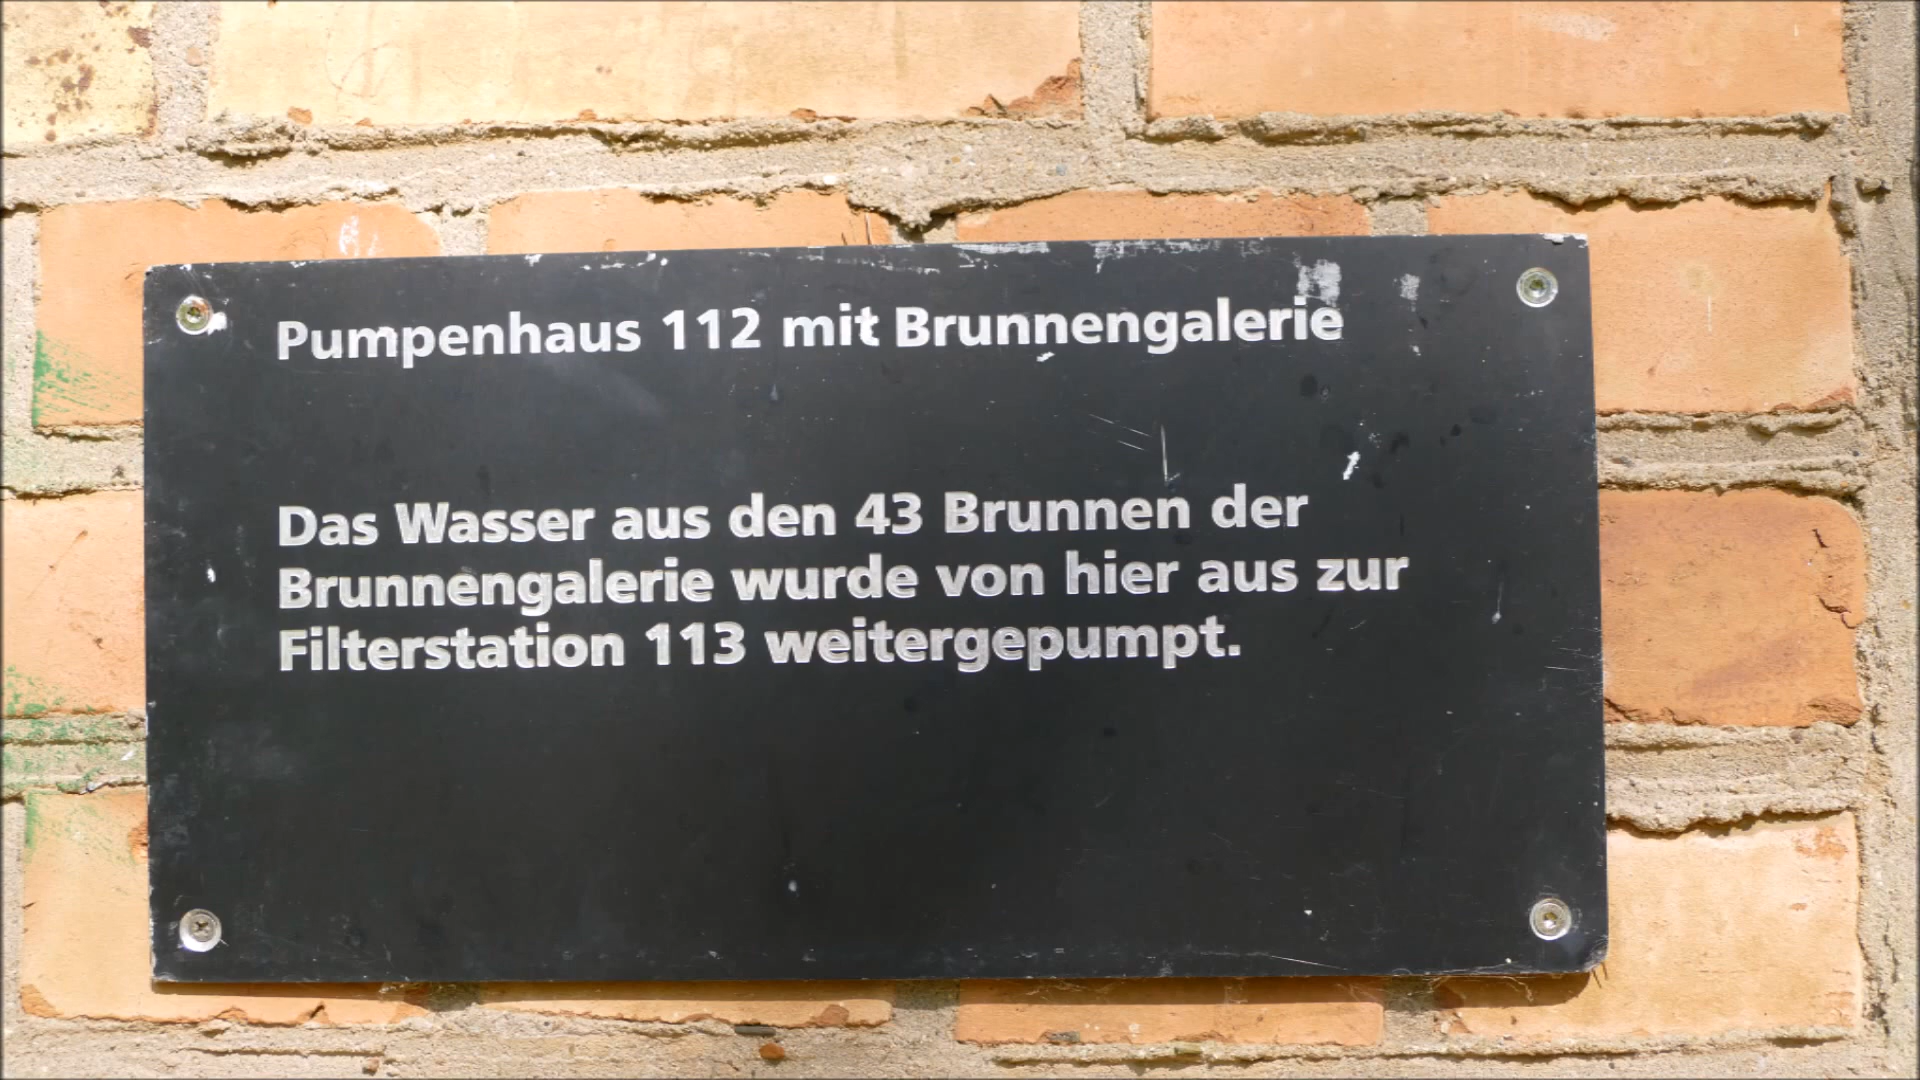 Pumpenhaus 112 mit Brunnengalerie
Das Wasser aus den 43 Brunnen der
Brunnengalerie wurde von hier aus zur
Filterstation 113 weitergepumpt.